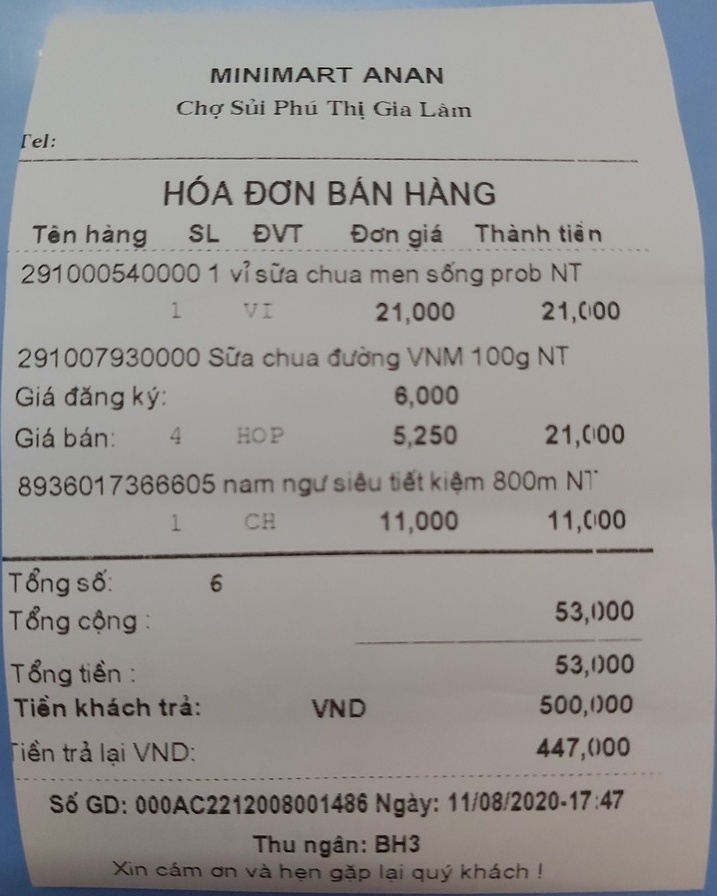 MINIMART ANAN
Chợ Sủi Phú Thị Gia Lâm
Tel:
HÓA ĐƠN BÁN HÀNG
Tên hàng SL ĐVT Đơn giá Thành tiền
291000540000 1 vỉ sữa chua men sống prob NT
1 VI 21,000 21,000
291007930000 Sữa chua đường VNM 100g NT
Giá đăng ký: 6,000
Giá bán: 4 HOP 5,250 21,000
8936017366605 nam ngư siêu tiết kiệm 800m NT
1 CH 11,000 11,000
Tổng số: 6
Tổng cộng : 53,000
Tổng tiền : 53,000
Tiền khách trả: VND 500,000
Tiền trả lại VND: 447,000
Số GD: 000AC2212008001486 Ngày: 11/08/2020-17:47
Thu ngân: BH3
Xin cám ơn và hẹn gặp lại quý khách !